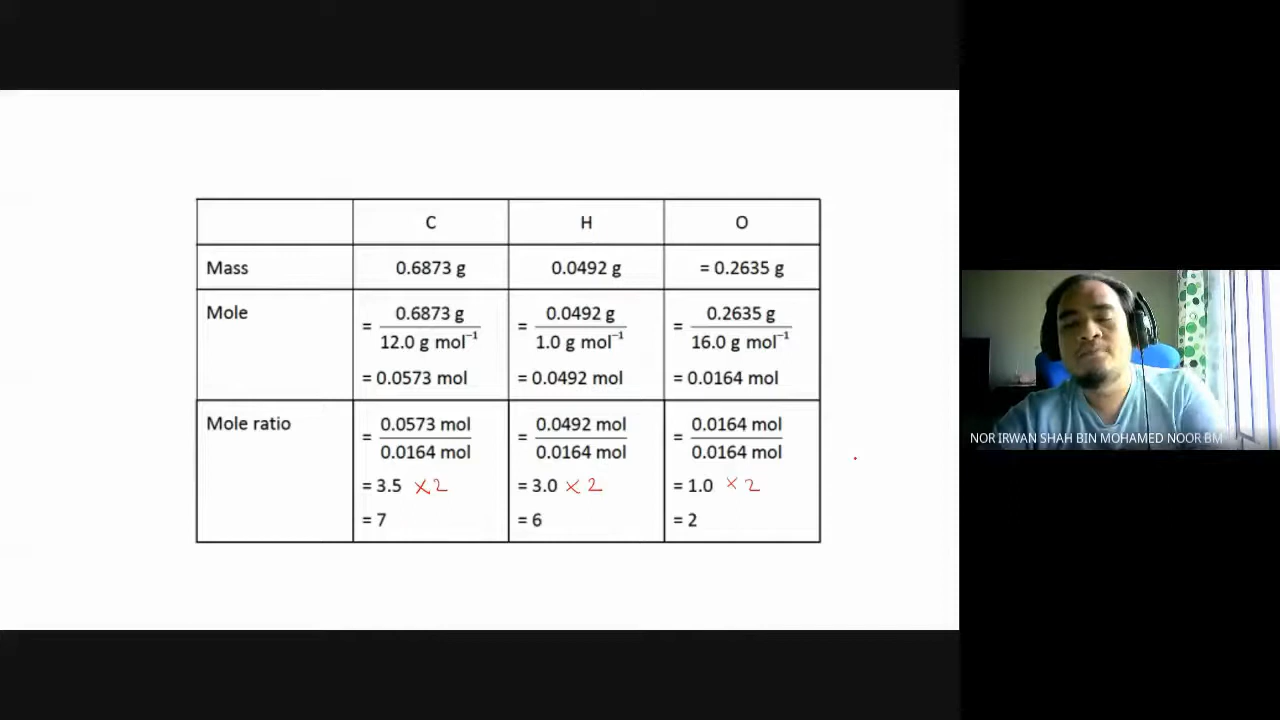 C H O
Mass 0.6873 g 0.0492 g = 0.2635 g
Mole = 0.6873 g / 12.0 g mol⁻¹ = 0.0492 g / 1.0 g mol⁻¹ = 0.2635 g / 16.0 g mol⁻¹
= 0.0573 mol = 0.0492 mol = 0.0164 mol
Mole ratio = 0.0573 mol / 0.0164 mol = 0.0492 mol / 0.0164 mol = 0.0164 mol / 0.0164 mol
= 3.5 ×2 = 3.0 ×2 = 1.0 ×2
= 7 = 6 = 2
NOR IRWAN SHAH BIN MOHAMED NOOR BM